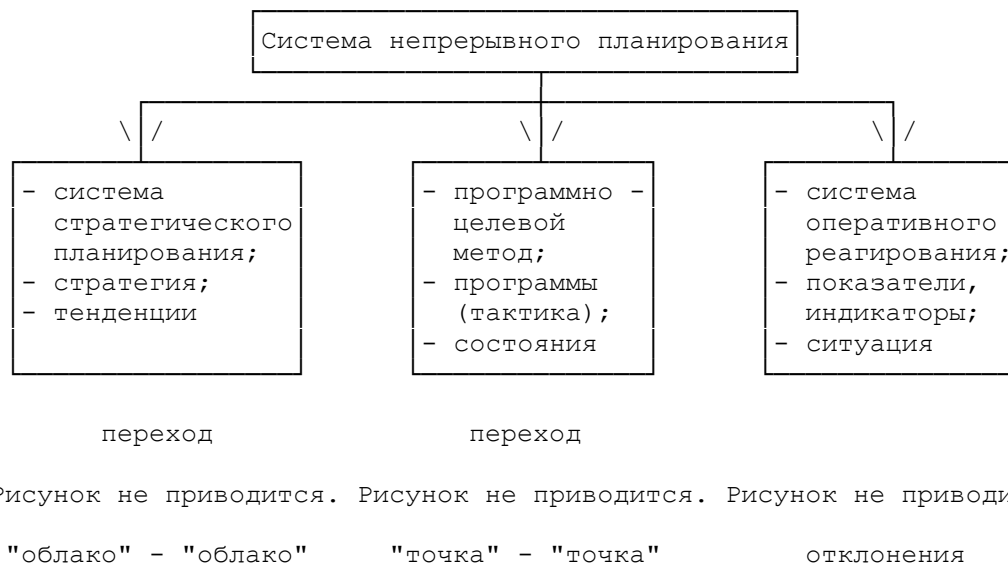 Система непрерывного планирования
\ / \ / \ /
- система - программно - - система
стратегического целевой оперативного
планирования; метод; реагирования;
- стратегия; - программы - показатели,
- тенденции (тактика); индикаторы;
- состояния - ситуация
переход переход
Рисунок не приводится. Рисунок не приводится. Рисунок не приводи
"облако" - "облако" "точка" - "точка" отклонения